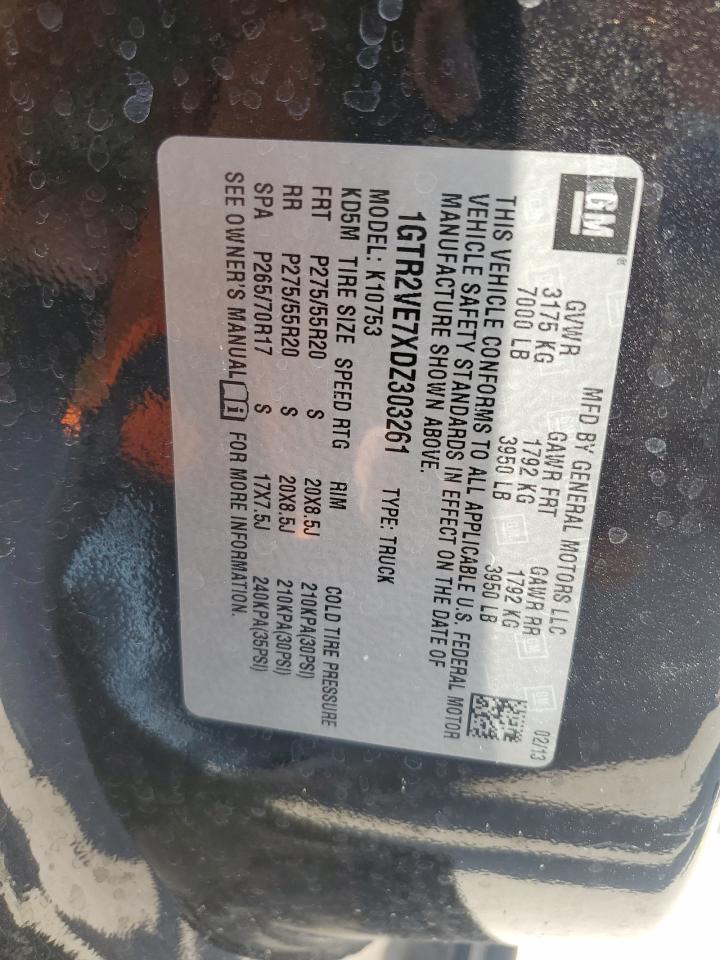 GM®
MFD BY GENERAL MOTORS LLC 02/13
GVWR GAWR FRT GAWR RR
3175 KG 1792 KG 1792 KG
7000 LB 3950 LB 3950 LB
THIS VEHICLE CONFORMS TO ALL APPLICABLE U.S. FEDERAL MOTOR
VEHICLE SAFETY STANDARDS IN EFFECT ON THE DATE OF
MANUFACTURE SHOWN ABOVE.
1GTR2VE7XDZ303261 TYPE: TRUCK
MODEL: K10753
KD5M TIRE SIZE SPEED RTG RIM COLD TIRE PRESSURE
FRT P275/55R20 S 20X8.5J 210KPA(30PSI)
RR P275/55R20 S 20X8.5J 210KPA(30PSI)
SPA P265/70R17 S 17X7.5J 240KPA(35PSI)
SEE OWNER'S MANUAL FOR MORE INFORMATION.